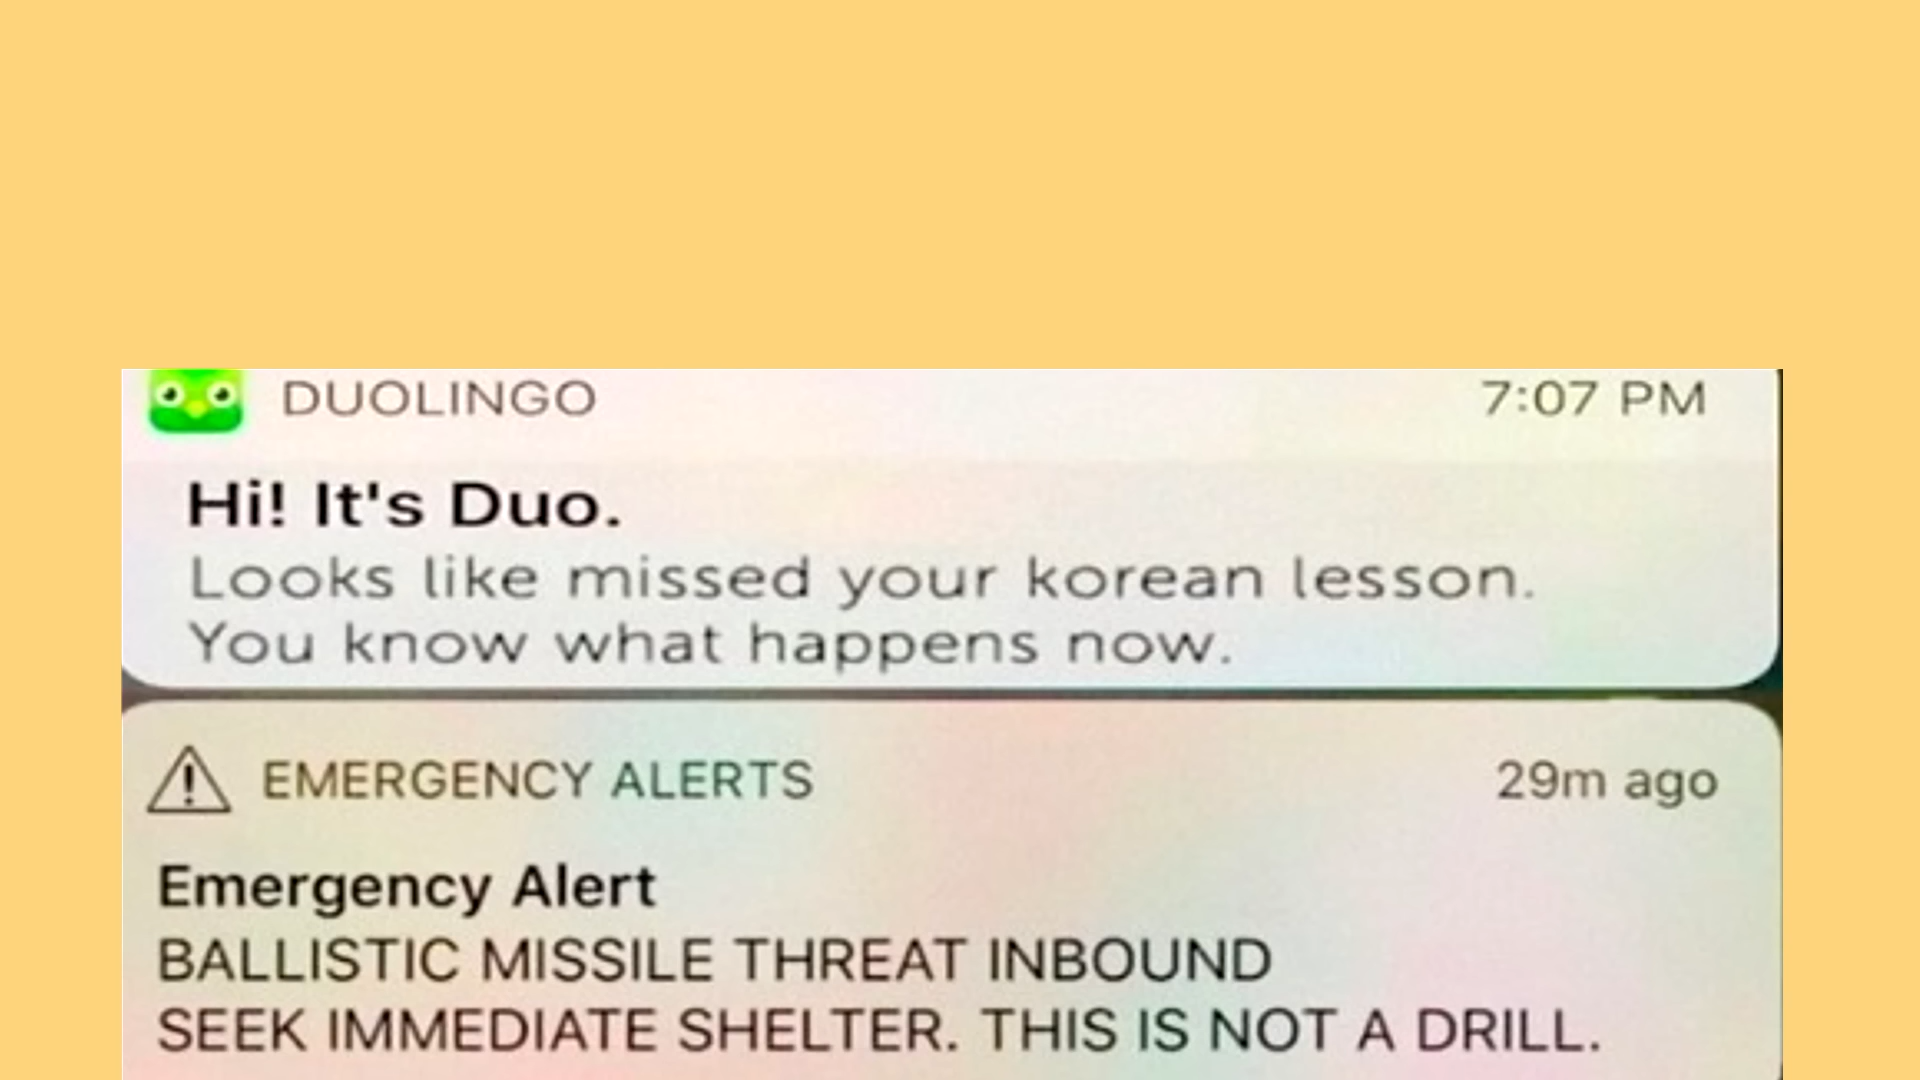 DUOLINGO 7:07 PM
Hi! It's Duo.
Looks like missed your korean lesson.
You know what happens now.
EMERGENCY ALERTS 29m ago
Emergency Alert
BALLISTIC MISSILE THREAT INBOUND
SEEK IMMEDIATE SHELTER. THIS IS NOT A DRILL.